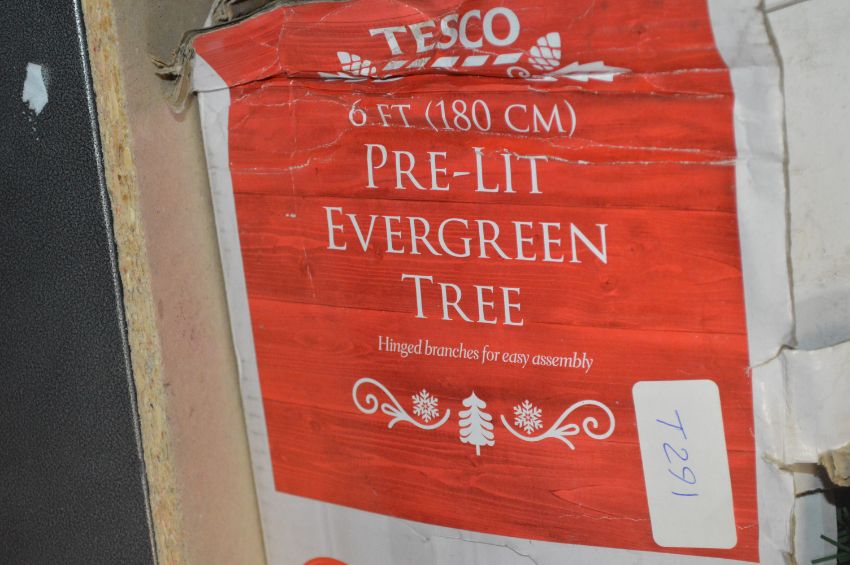 TESCO
6 FT (180 CM)
PRE-LIT
EVERGREEN
TREE
Hinged branches for easy assembly
T291